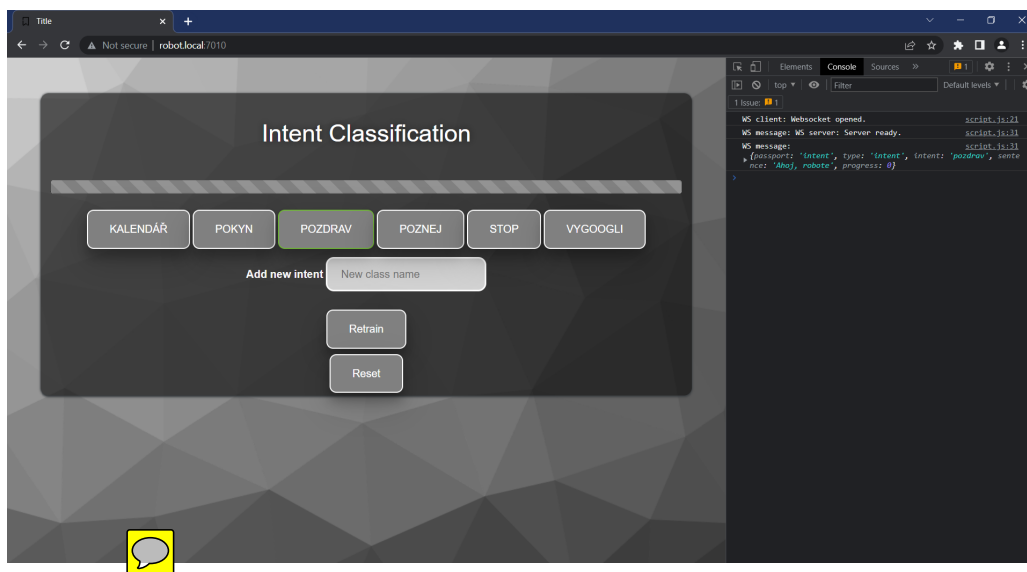 Title
Not secure | robot.local:7010
Elements Console Sources » 1
top ▼ Filter Default levels ▼
1 Issue: 1
WS client: Websocket opened. script.js:21
WS message: WS server: Server ready. script.js:31
WS message: script.js:31
{passport: 'intent', type: 'intent', intent: 'pozdrav', sente
nce: 'Ahoj, robote', progress: 0}
Intent Classification
KALENDÁŘ POKYN POZDRAV POZNEJ STOP VYGOOGLI
Add new intent New class name
Retrain
Reset